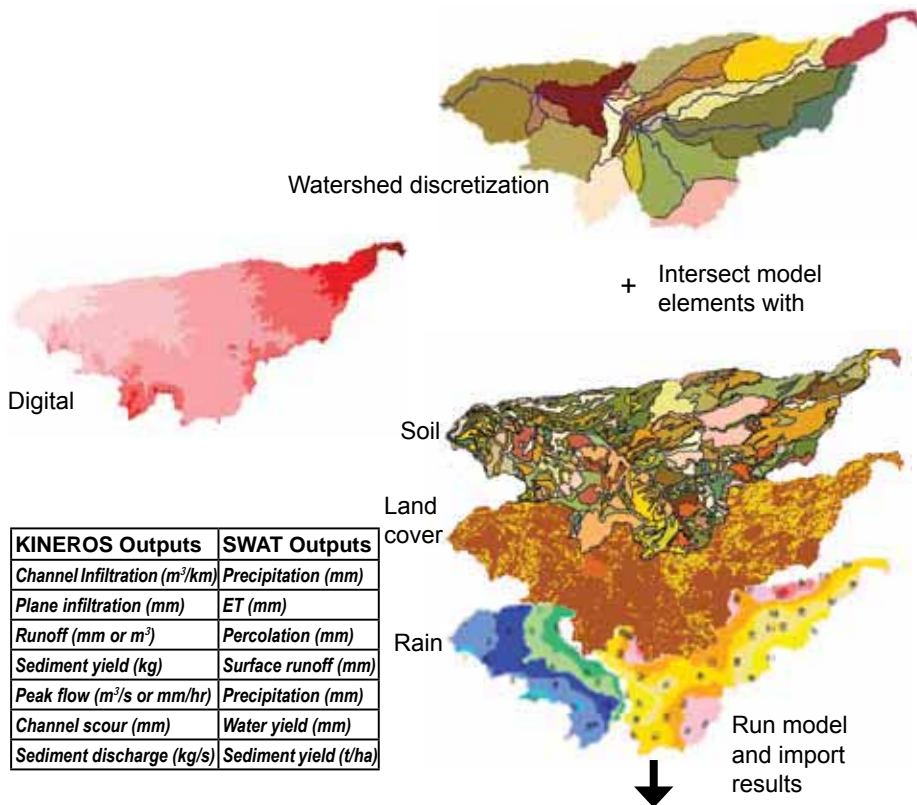 Watershed discretization
+ Intersect model
elements with
Digital
Soil
Land
cover
Rain
KINEROS Outputs SWAT Outputs
Channel Infiltration (m³/km) Precipitation (mm)
Plane infiltration (mm) ET (mm)
Runoff (mm or m³) Percolation (mm)
Sediment yield (kg) Surface runoff (mm)
Peak flow (m³/s or mm/hr) Precipitation (mm)
Channel scour (mm) Water yield (mm)
Sediment discharge (kg/s) Sediment yield (t/ha)
Run model
and import
results